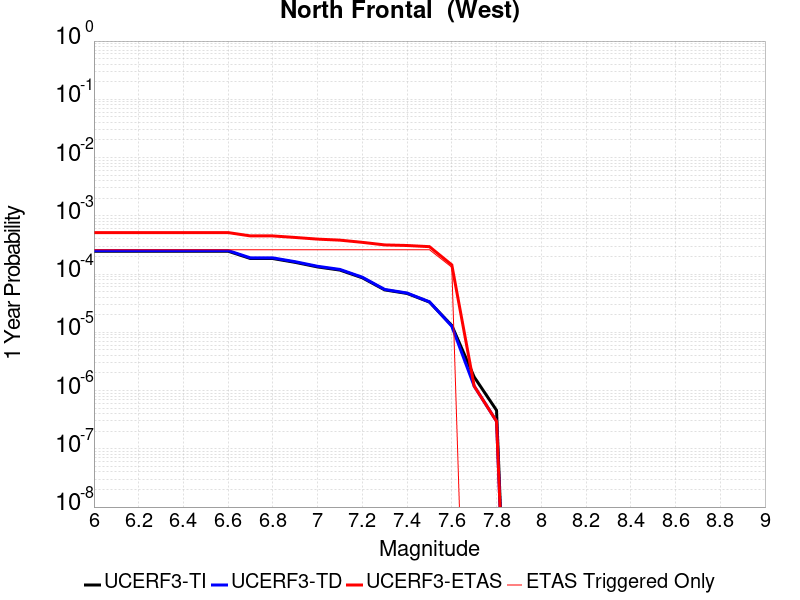 North Frontal  (West)
10^0
10^-1
10^-2
10^-3
10^-4
10^-5
10^-6
10^-7
10^-8
1 Year Probability
6 6.2 6.4 6.6 6.8 7 7.2 7.4 7.6 7.8 8 8.2 8.4 8.6 8.8 9
Magnitude
UCERF3-TI UCERF3-TD UCERF3-ETAS ETAS Triggered Only